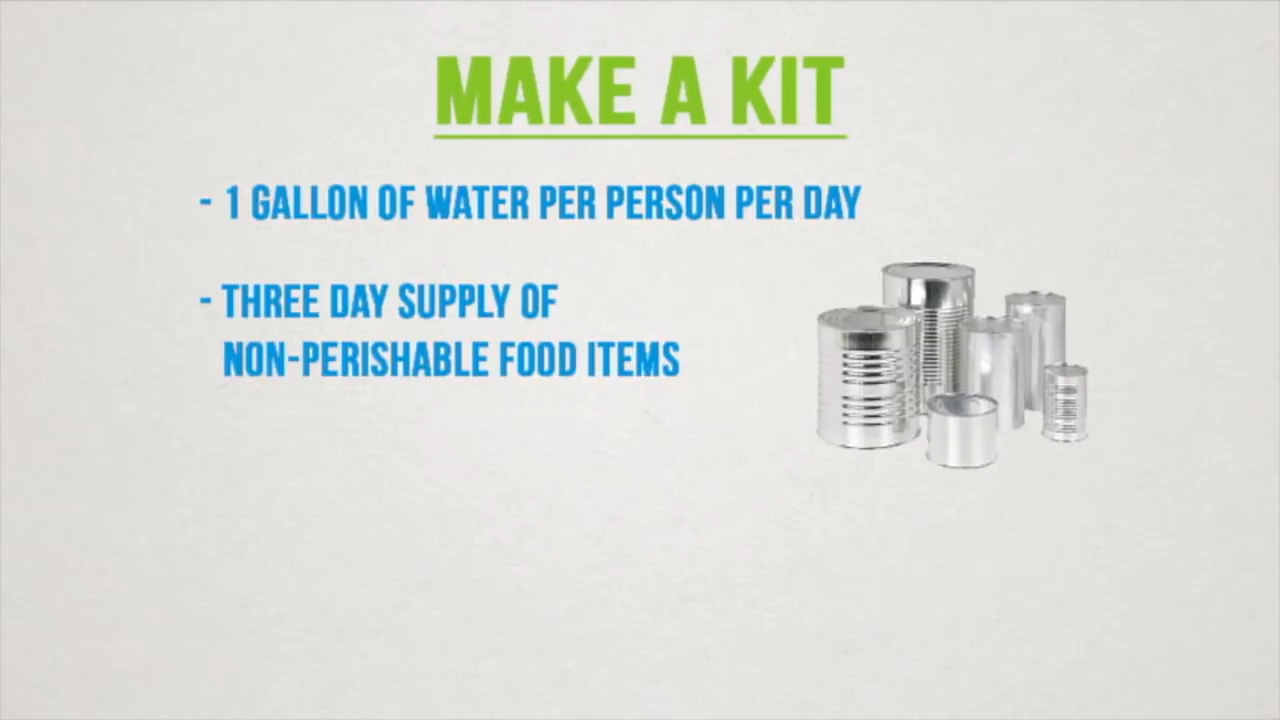 MAKE A KIT
- 1 GALLON OF WATER PER PERSON PER DAY
- THREE DAY SUPPLY OF
NON-PERISHABLE FOOD ITEMS